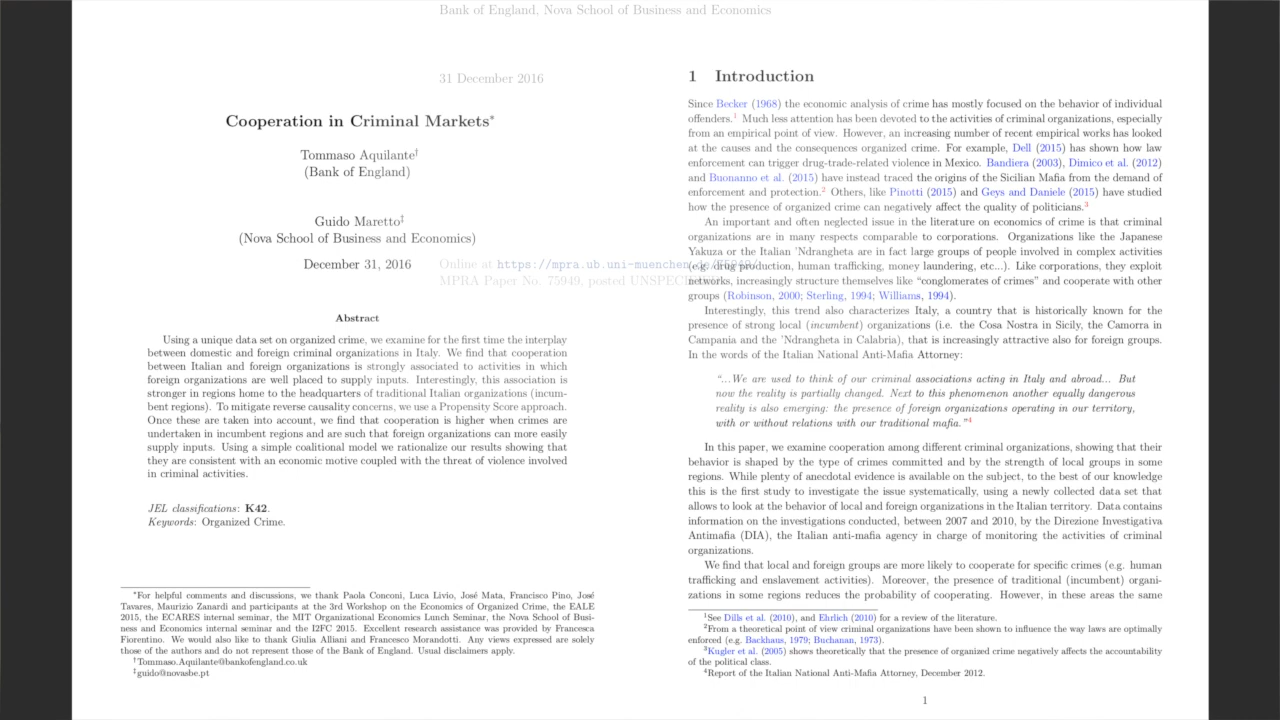 Bank of England, Nova School of Business and Economics
31 December 2016
Cooperation in Criminal Markets*
Tommaso Aquilante†
(Bank of England)
Guido Maretto‡
(Nova School of Business and Economics)
December 31, 2016
Online at https://mpra.ub.uni-muenchen
MPRA Paper No. 75949, posted UNSPEC
Abstract
Using a unique data set on organized crime, we examine for the first time the interplay
between domestic and foreign criminal organizations in Italy. We find that cooperation
between Italian and foreign organizations is strongly associated to activities in which
foreign organizations are well placed to supply inputs. Interestingly, this association is
stronger in regions home to the headquarters of traditional Italian organizations (incum-
bent regions). To mitigate reverse causality concerns, we use a Propensity Score approach.
Once these are taken into account, we find that cooperation is higher when crimes are
undertaken in incumbent regions and are such that foreign organizations can more easily
supply inputs. Using a simple coalitional model we rationalize our results showing that
they are consistent with an economic motive coupled with the threat of violence involved
in criminal activities.
JEL classifications: K42.
Keywords: Organized Crime.
*For helpful comments and discussions, we thank Paola Conconi, Luca Livio, José Mata, Francisco Pino, José
Tavares, Maurizio Zanardi and participants at the 3rd Workshop on the Economics of Organized Crime, the EALE
2015, the ECARES internal seminar, the MIT Organizational Economics Lunch Seminar, the Nova School of Busi-
ness and Economics internal seminar and the I2FC 2015. Excellent research assistance was provided by Francesca
Fiorentino. We would also like to thank Giulia Alliani and Francesco Morandotti. Any views expressed are solely
those of the authors and do not represent those of the Bank of England. Usual disclaimers apply.
†Tommaso.Aquilante@bankofengland.co.uk
‡guido@novasbe.pt
1 Introduction
Since Becker (1968) the economic analysis of crime has mostly focused on the behavior of individual
offenders.1 Much less attention has been devoted to the activities of criminal organizations, especially
from an empirical point of view. However, an increasing number of recent empirical works has looked
at the causes and the consequences organized crime. For example, Dell (2015) has shown how law
enforcement can trigger drug-trade-related violence in Mexico. Bandiera (2003), Dimico et al. (2012)
and Buonanno et al. (2015) have instead traced the origins of the Sicilian Mafia from the demand of
enforcement and protection.2 Others, like Pinotti (2015) and Geys and Daniele (2015) have studied
how the presence of organized crime can negatively affect the quality of politicians.3
An important and often neglected issue in the literature on economics of crime is that criminal
organizations are in many respects comparable to corporations. Organizations like the Japanese
Yakuza or the Italian 'Ndrangheta are in fact large groups of people involved in complex activities
(e.g. drug production, human trafficking, money laundering, etc...). Like corporations, they exploit
networks, increasingly structure themselves like “conglomerates of crimes” and cooperate with other
groups (Robinson, 2000; Sterling, 1994; Williams, 1994).
Interestingly, this trend also characterizes Italy, a country that is historically known for the
presence of strong local (incumbent) organizations (i.e. the Cosa Nostra in Sicily, the Camorra in
Campania and the 'Ndrangheta in Calabria), that is increasingly attractive also for foreign groups.
In the words of the Italian National Anti-Mafia Attorney:
“...We are used to think of our criminal associations acting in Italy and abroad... But
now the reality is partially changed. Next to this phenomenon another equally dangerous
reality is also emerging: the presence of foreign organizations operating in our territory,
with or without relations with our traditional mafia.”4
In this paper, we examine cooperation among different criminal organizations, showing that their
behavior is shaped by the type of crimes committed and by the strength of local groups in some
regions. While plenty of anecdotal evidence is available on the subject, to the best of our knowledge
this is the first study to investigate the issue systematically, using a newly collected data set that
allows to look at the behavior of local and foreign organizations in the Italian territory. Data contains
information on the investigations conducted, between 2007 and 2010, by the Direzione Investigativa
Antimafia (DIA), the Italian anti-mafia agency in charge of monitoring the activities of criminal
organizations.
We find that local and foreign groups are more likely to cooperate for specific crimes (e.g. human
trafficking and enslavement activities). Moreover, the presence of traditional (incumbent) organi-
zations in some regions reduces the probability of cooperating. However, in these areas the same
1See Dills et al. (2010), and Ehrlich (2010) for a review of the literature.
2From a theoretical point of view criminal organizations have been shown to influence the way laws are optimally
enforced (e.g. Backhaus, 1979; Buchanan, 1973).
3Kugler et al. (2005) shows theoretically that the presence of organized crime negatively affects the accountability
of the political class.
4Report of the Italian National Anti-Mafia Attorney, December 2012.
1